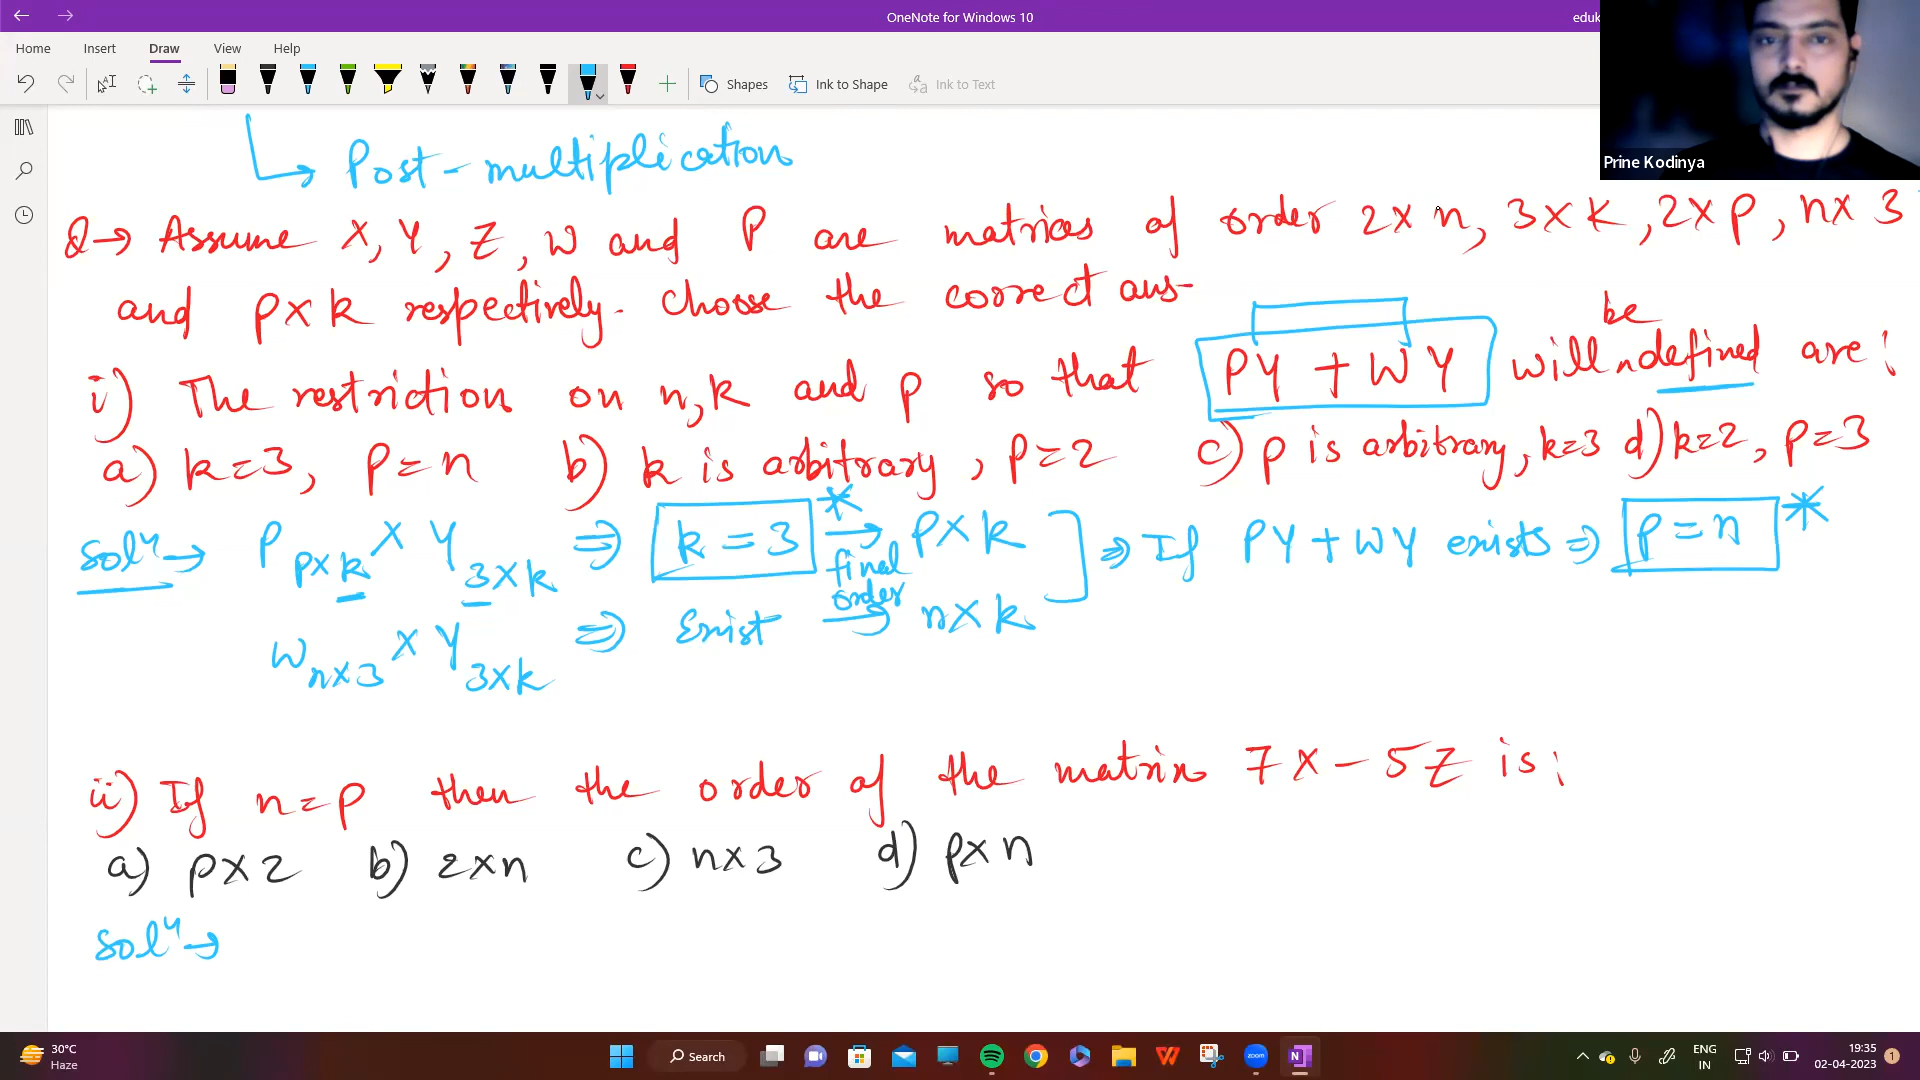 OneNote for Windows 10
eduk
Home Insert Draw View Help
Shapes Ink to Shape Ink to Text
Prine Kodinya
Post-multiplication
Q→ Assume X, Y, Z, W and P are matrices of order 2×n, 3×k, 2×p, n×3
and p×k respectively. Choose the correct ans-
i) The restriction on n, k and p so that PY + WY will be defined are:
a) k=3, p=n b) k is arbitrary, p=2 c) p is arbitrary, k=3 d) k=2, p=3
Solⁿ→ P p×k × Y 3×k ⇒ k = 3 * → final order p×k ] ⇒ If PY + WY exists ⇒ p = n *
W n×3 × Y 3×k ⇒ Exist → n×k
ii) If n=p then the order of the matrix 7X - 5Z is:
a) p×2 b) 2×n c) n×3 d) p×n
Solⁿ→
30°C
Haze
Search
zoom
ENG
IN
19:35
02-04-2023
1